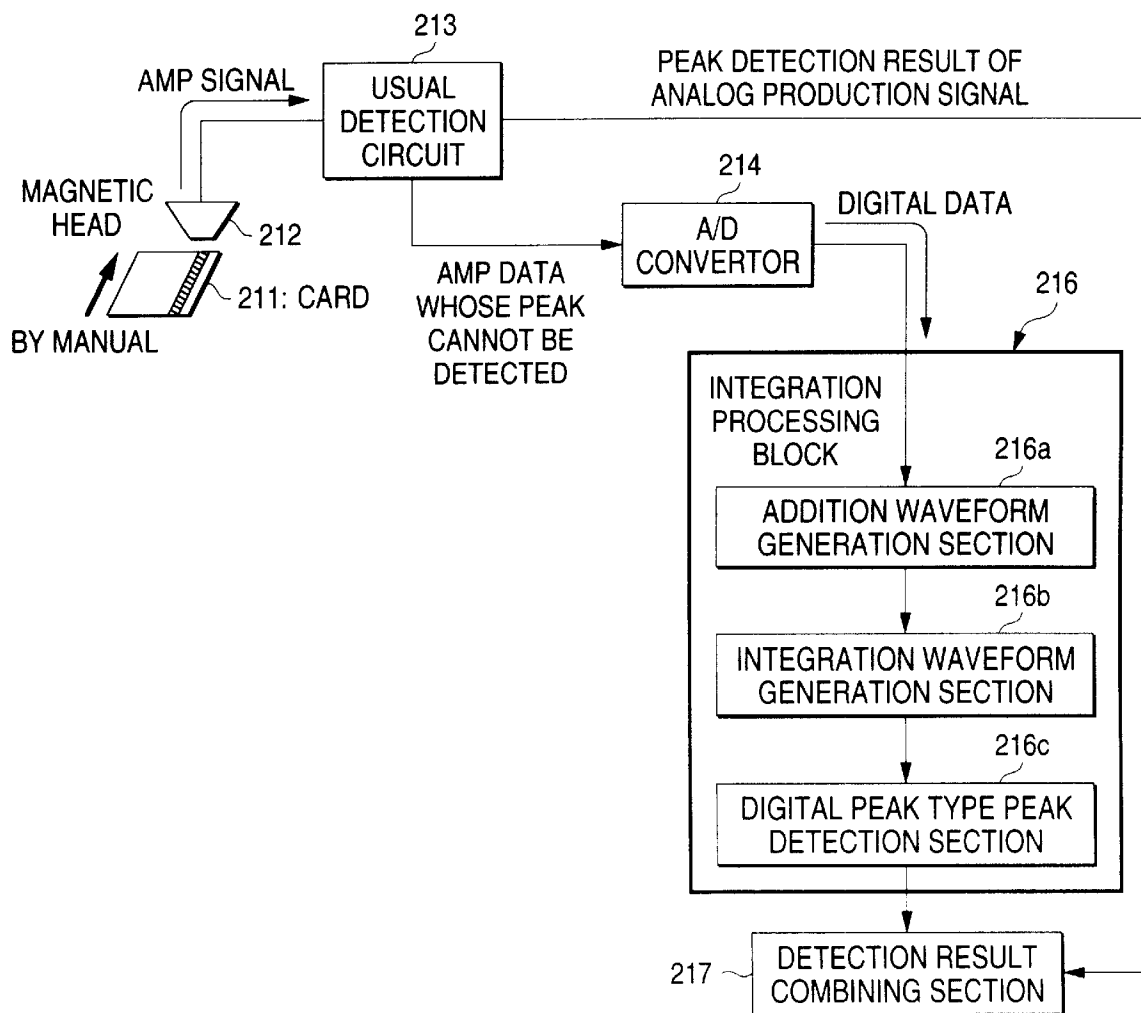 213
AMP SIGNAL
USUAL
DETECTION
CIRCUIT
PEAK DETECTION RESULT OF
ANALOG PRODUCTION SIGNAL
MAGNETIC
HEAD
212
214
A/D
CONVERTOR
DIGITAL DATA
211: CARD
BY MANUAL
AMP DATA
WHOSE PEAK
CANNOT BE
DETECTED
216
INTEGRATION
PROCESSING
BLOCK
216a
ADDITION WAVEFORM
GENERATION SECTION
216b
INTEGRATION WAVEFORM
GENERATION SECTION
216c
DIGITAL PEAK TYPE PEAK
DETECTION SECTION
217
DETECTION RESULT
COMBINING SECTION